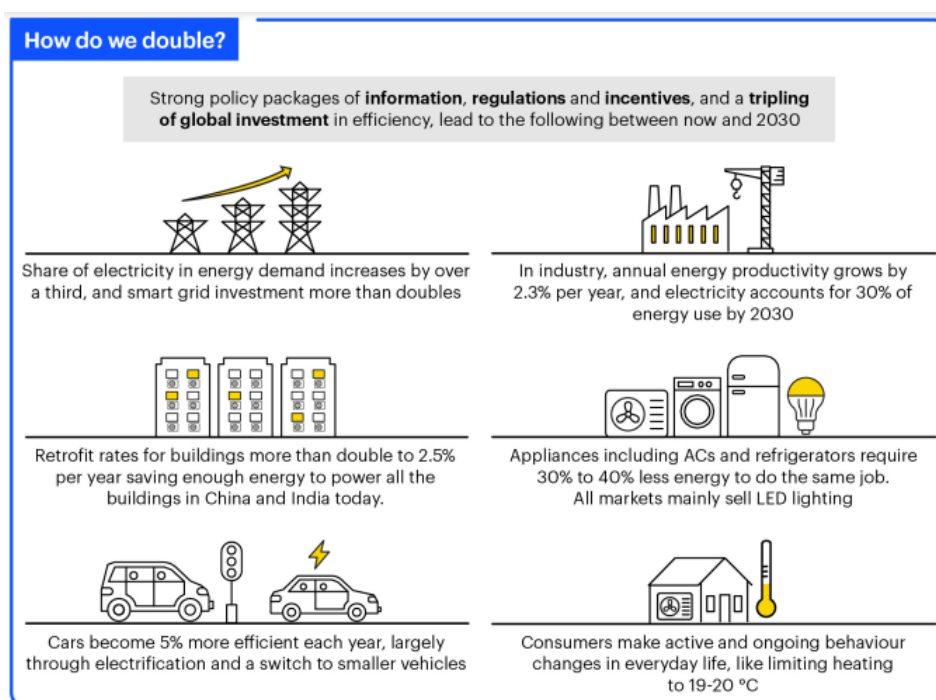 How do we double?
Strong policy packages of information, regulations and incentives, and a tripling
of global investment in efficiency, lead to the following between now and 2030
Share of electricity in energy demand increases by over
a third, and smart grid investment more than doubles
In industry, annual energy productivity grows by
2.3% per year, and electricity accounts for 30% of
energy use by 2030
Retrofit rates for buildings more than double to 2.5%
per year saving enough energy to power all the
buildings in China and India today.
Appliances including ACs and refrigerators require
30% to 40% less energy to do the same job.
All markets mainly sell LED lighting
Cars become 5% more efficient each year, largely
through electrification and a switch to smaller vehicles
Consumers make active and ongoing behaviour
changes in everyday life, like limiting heating
to 19-20 °C